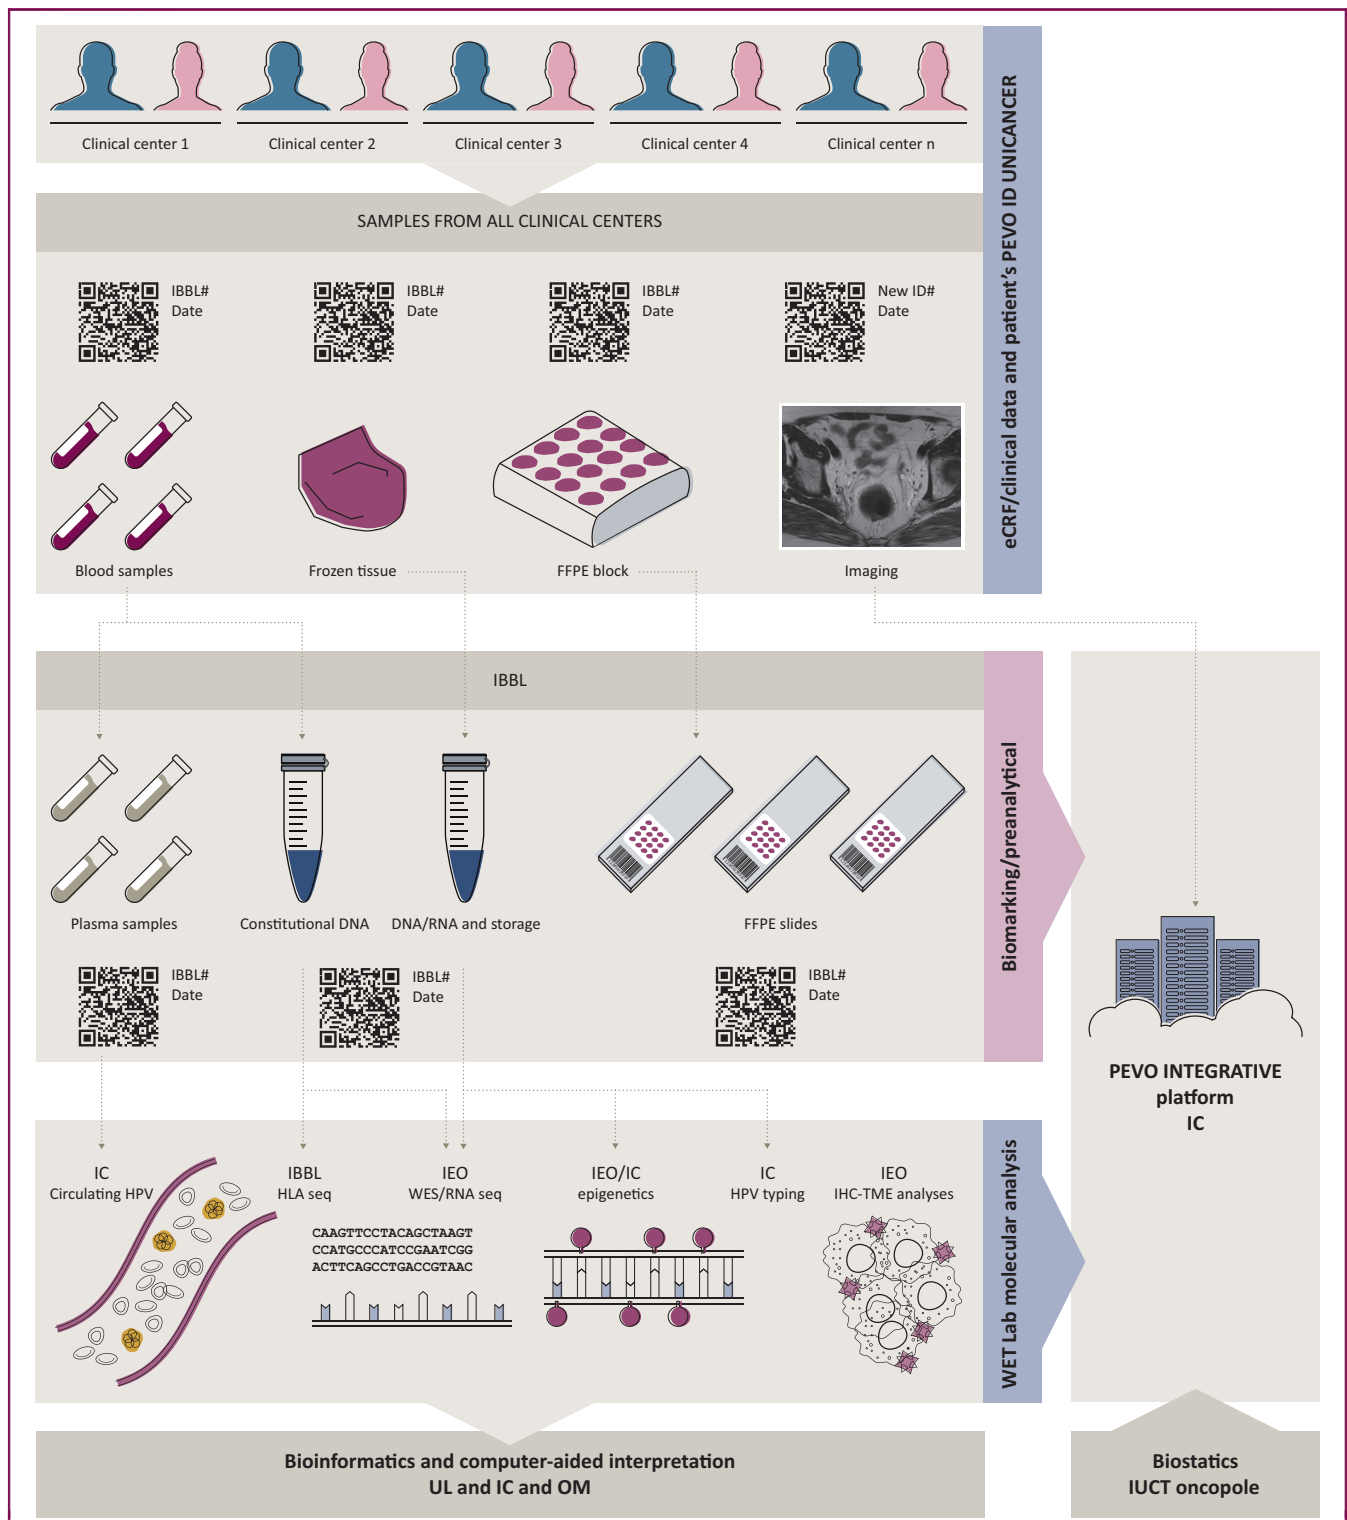 Clinical center 1
Clinical center 2
Clinical center 3
Clinical center 4
Clinical center n
eCRF/clinical data and patient's PEVO ID UNICANCER
SAMPLES FROM ALL CLINICAL CENTERS
IBBL#
Date
IBBL#
Date
IBBL#
Date
New ID#
Date
Blood samples
Frozen tissue
FFPE block
Imaging
IBBL
Biomarking/preanalytical
Plasma samples
Constitutional DNA
DNA/RNA and storage
FFPE slides
IBBL#
Date
IBBL#
Date
IBBL#
Date
PEVO INTEGRATIVE
platform
IC
WET Lab molecular analysis
IC
Circulating HPV
IBBL
HLA seq
IEO
WES/RNA seq
IEO/IC
epigenetics
IC
HPV typing
IEO
IHC-TME analyses
CAAGTTCCTACAGCTAAGT
CCATGCCCATCCGAATCGG
ACTTCAGCCTGACCGTAAC
Bioinformatics and computer-aided interpretation
UL and IC and OM
Biostatics
IUCT oncopole